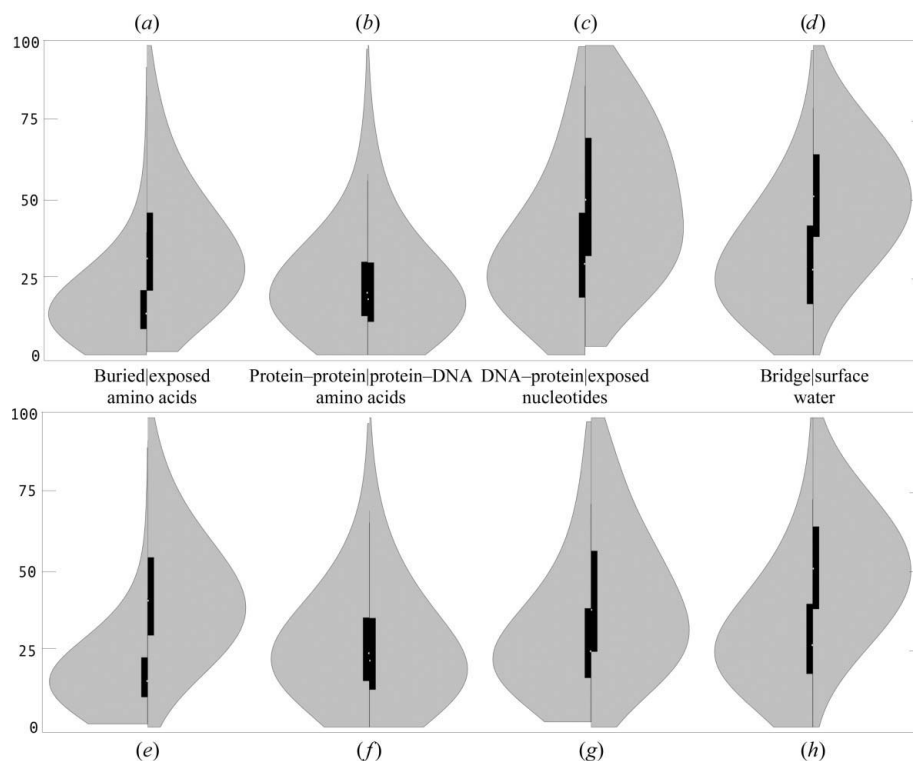 (a) (b) (c) (d)
100
75
50
25
0
Buried|exposed
amino acids
Protein–protein|protein–DNA
amino acids
DNA–protein|exposed
nucleotides
Bridge|surface
water
100
75
50
25
0
(e) (f) (g) (h)